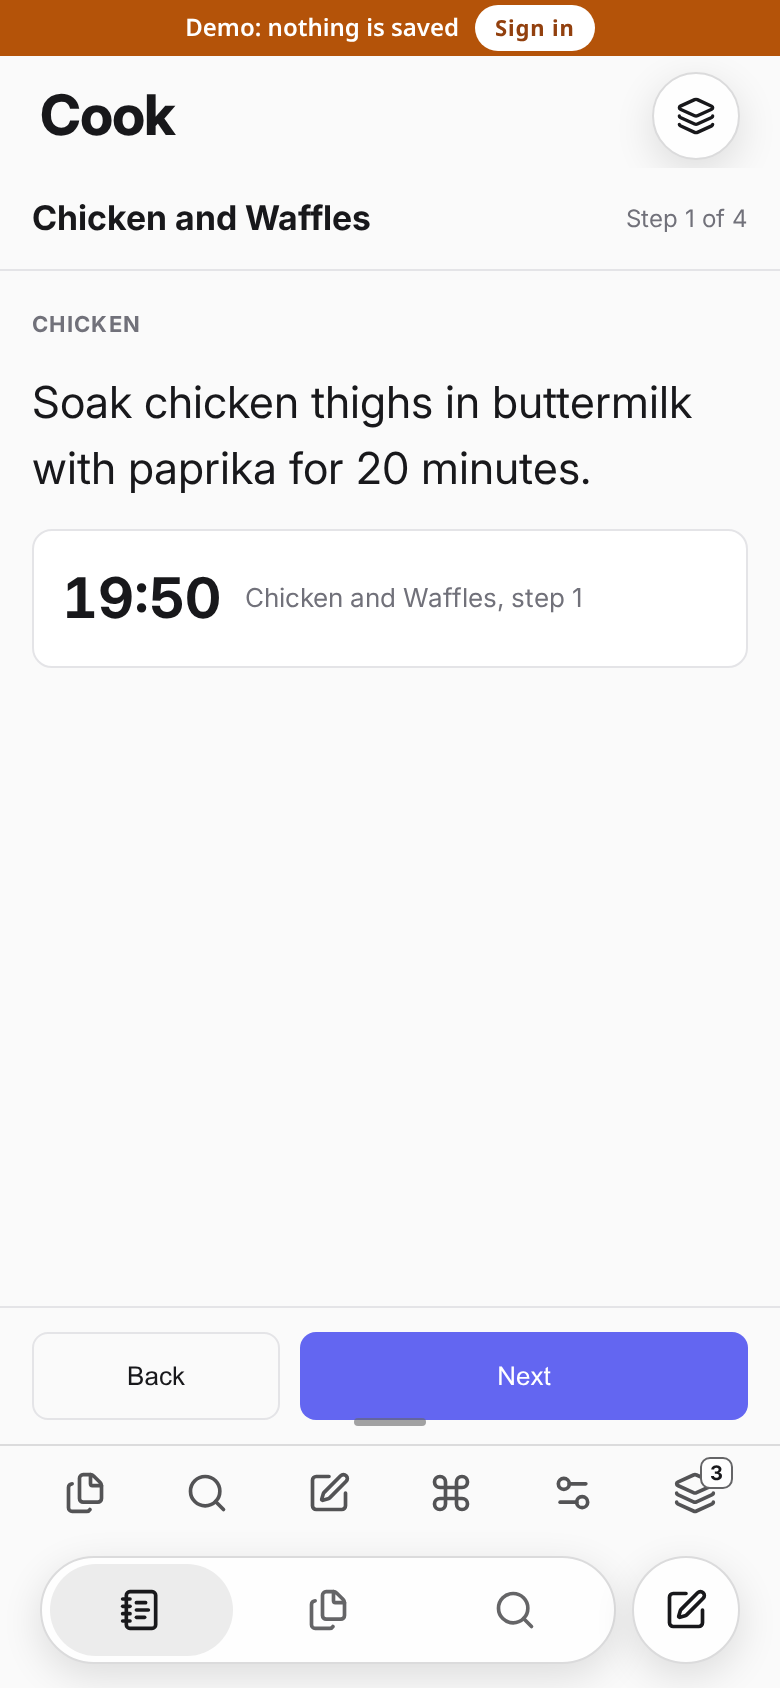 Demo: nothing is saved Sign in
Cook
Chicken and Waffles Step 1 of 4
CHICKEN
Soak chicken thighs in buttermilk
with paprika for 20 minutes.
19:50 Chicken and Waffles, step 1
Back Next
3